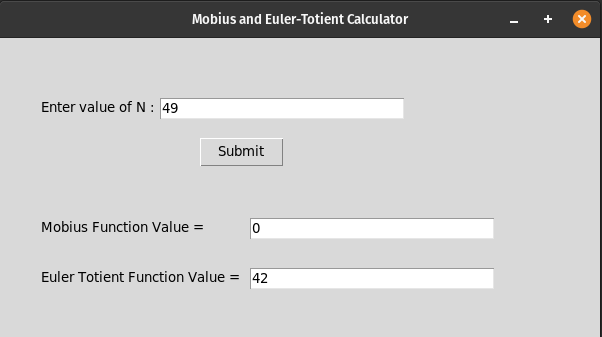 Mobius and Euler-Totient Calculator
Enter value of N : 49
Submit
Mobius Function Value = 0
Euler Totient Function Value = 42